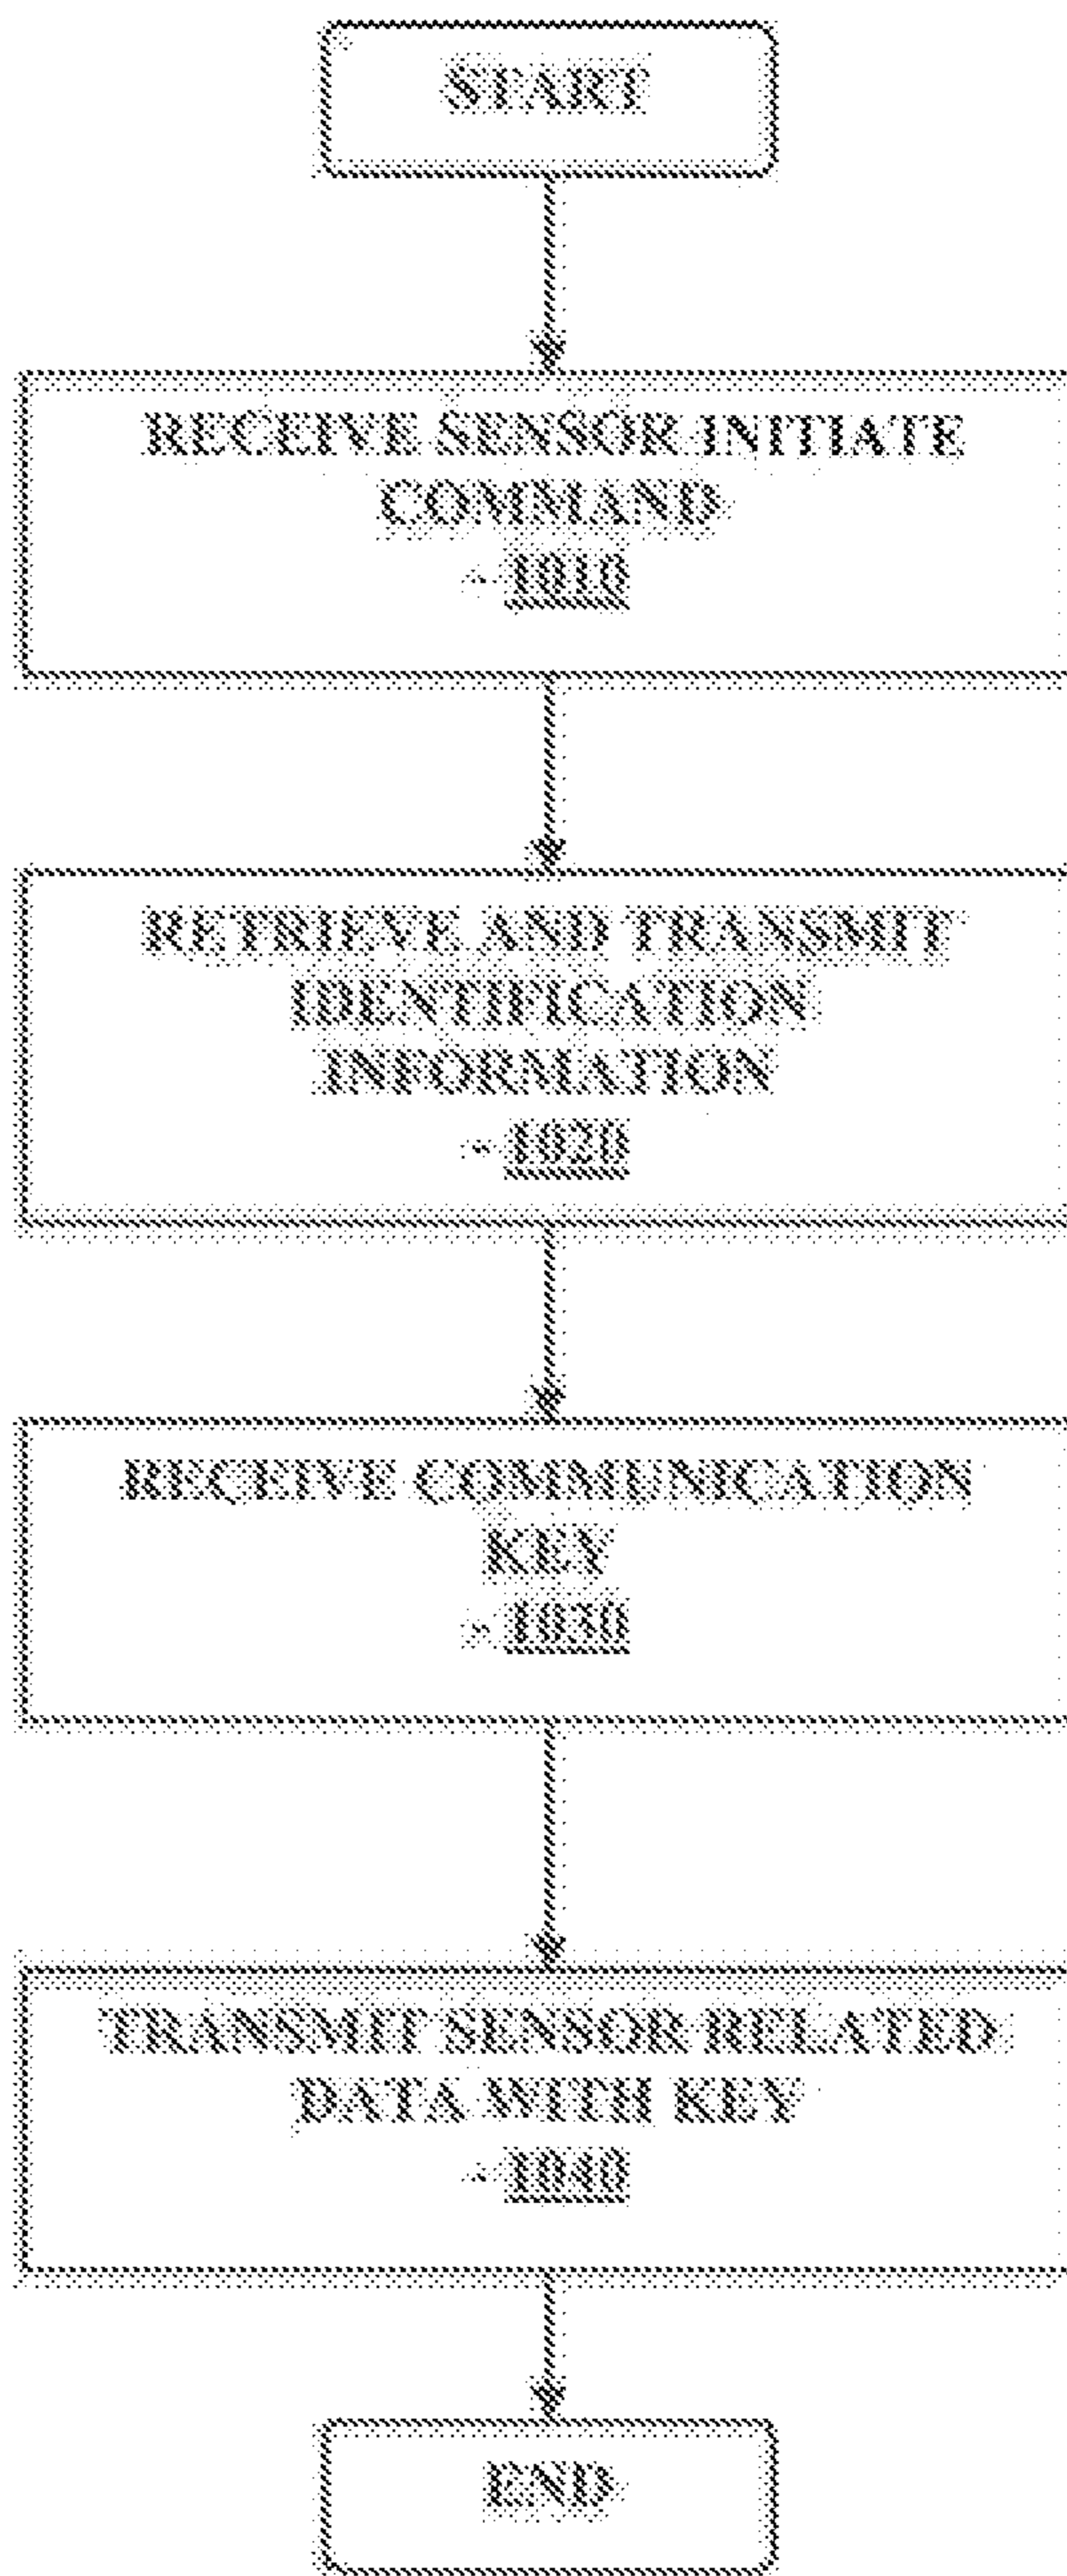 START
RECEIVE SENSOR INITIATE
COMMAND
~ 1010
RETRIEVE AND TRANSMIT
IDENTIFICATION
INFORMATION
~ 1020
RECEIVE COMMUNICATION
KEY
~ 1030
TRANSMIT SENSOR RELATED
DATA WITH KEY
~ 1040
END